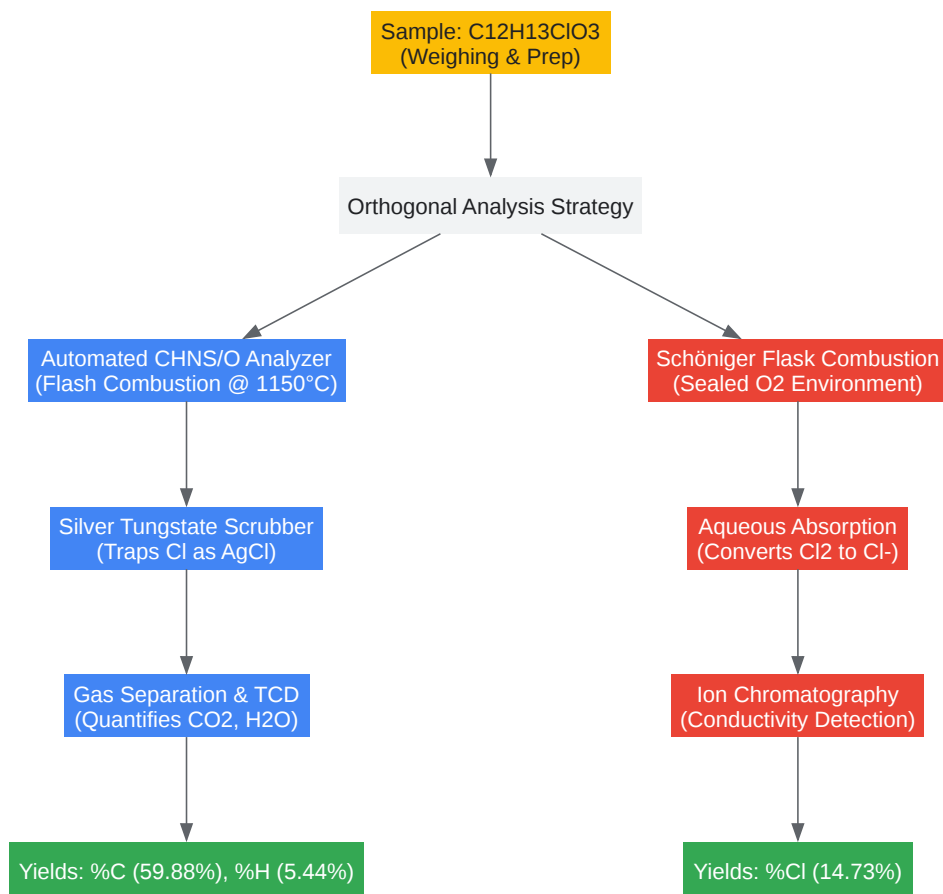 Sample: C12H13ClO3
(Weighing & Prep)
Orthogonal Analysis Strategy
Automated CHNS/O Analyzer
(Flash Combustion @ 1150°C)
Schöniger Flask Combustion
(Sealed O2 Environment)
Silver Tungstate Scrubber
(Traps Cl as AgCl)
Aqueous Absorption
(Converts Cl2 to Cl-)
Gas Separation & TCD
(Quantifies CO2, H2O)
Ion Chromatography
(Conductivity Detection)
Yields: %C (59.88%), %H (5.44%)
Yields: %Cl (14.73%)